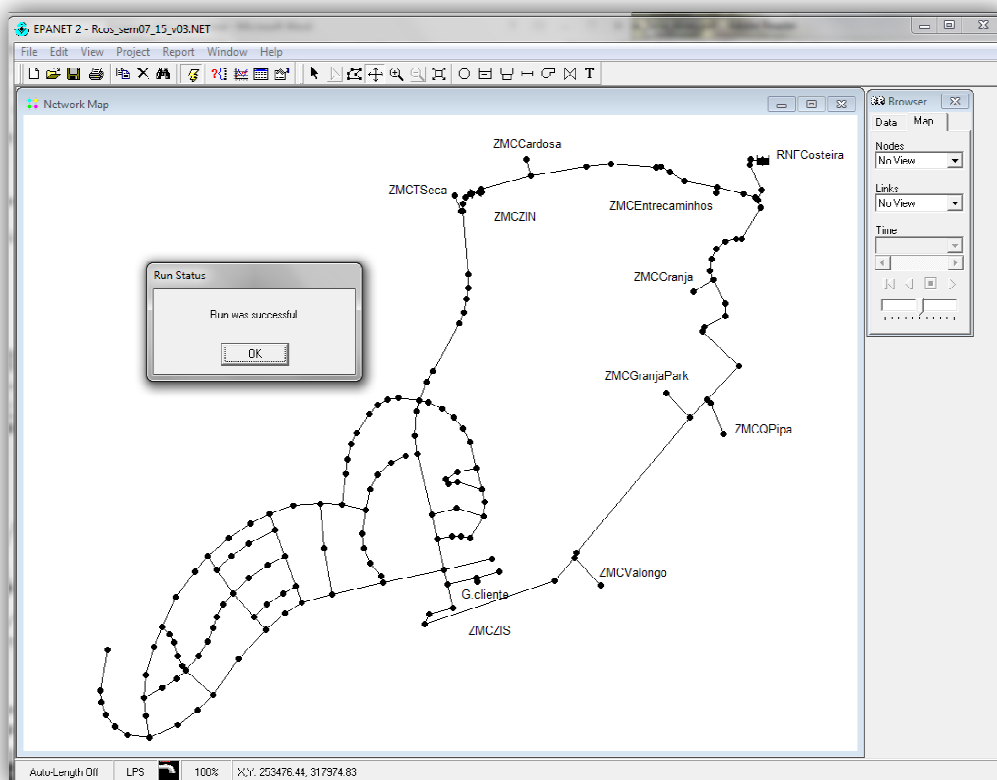 EPANET 2 - Rcos_sem07_15_v03.NET
File Edit View Project Report Window Help
T
Network Map
Browser
Data Map
Nodes
No View
Links
No View
Time
ZMCCardosa
RNFCosteira
ZMCTSeca
ZMCZIN
ZMCEntrecaminhos
ZMCGranja
Run Status
Run was successful
OK
ZMCGranjaPark
ZMCQPipa
ZMCValongo
G.cliente
ZMCZIS
Auto-Length Off LPS 100% X,Y: 253476.44, 317974.83